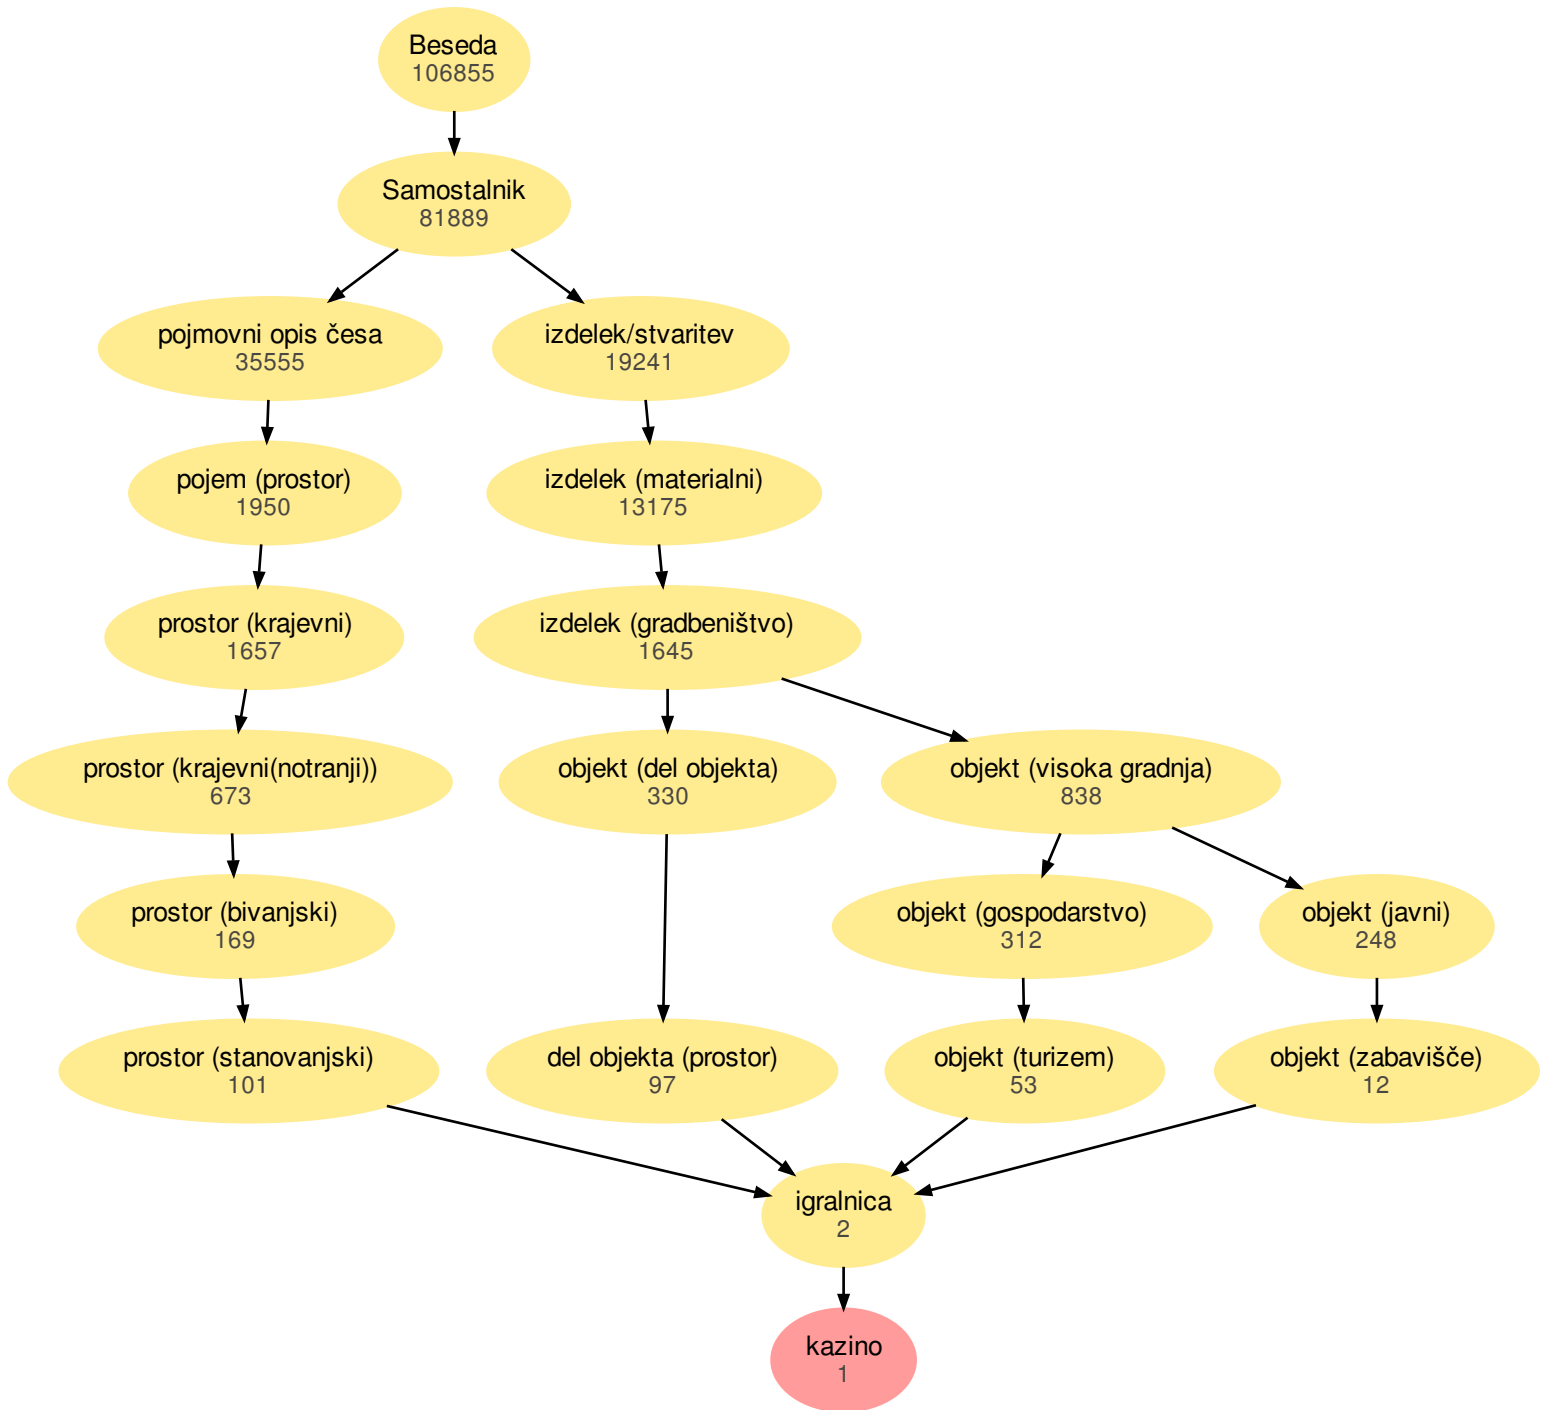 Beseda
106855
Samostalnik
81889
pojmovni opis česa
35555
izdelek/stvaritev
19241
pojem (prostor)
1950
izdelek (materialni)
13175
prostor (krajevni)
1657
izdelek (gradbeništvo)
1645
prostor (krajevni(notranji))
673
objekt (del objekta)
330
objekt (visoka gradnja)
838
prostor (bivanjski)
169
objekt (gospodarstvo)
312
objekt (javni)
248
prostor (stanovanjski)
101
del objekta (prostor)
97
objekt (turizem)
53
objekt (zabavišče)
12
igralnica
2
kazino
1